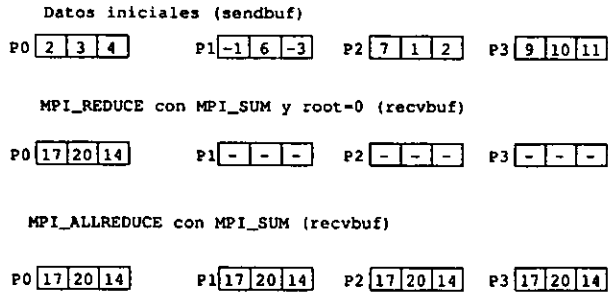 Datos iniciales (sendbuf)
P0 2 3 4 P1 -1 6 -3 P2 7 1 2 P3 9 10 11
MPI_REDUCE con MPI_SUM y root=0 (recvbuf)
P0 17 20 14 P1 - - - P2 - - - P3 - - -
MPI_ALLREDUCE con MPI_SUM (recvbuf)
P0 17 20 14 P1 17 20 14 P2 17 20 14 P3 17 20 14